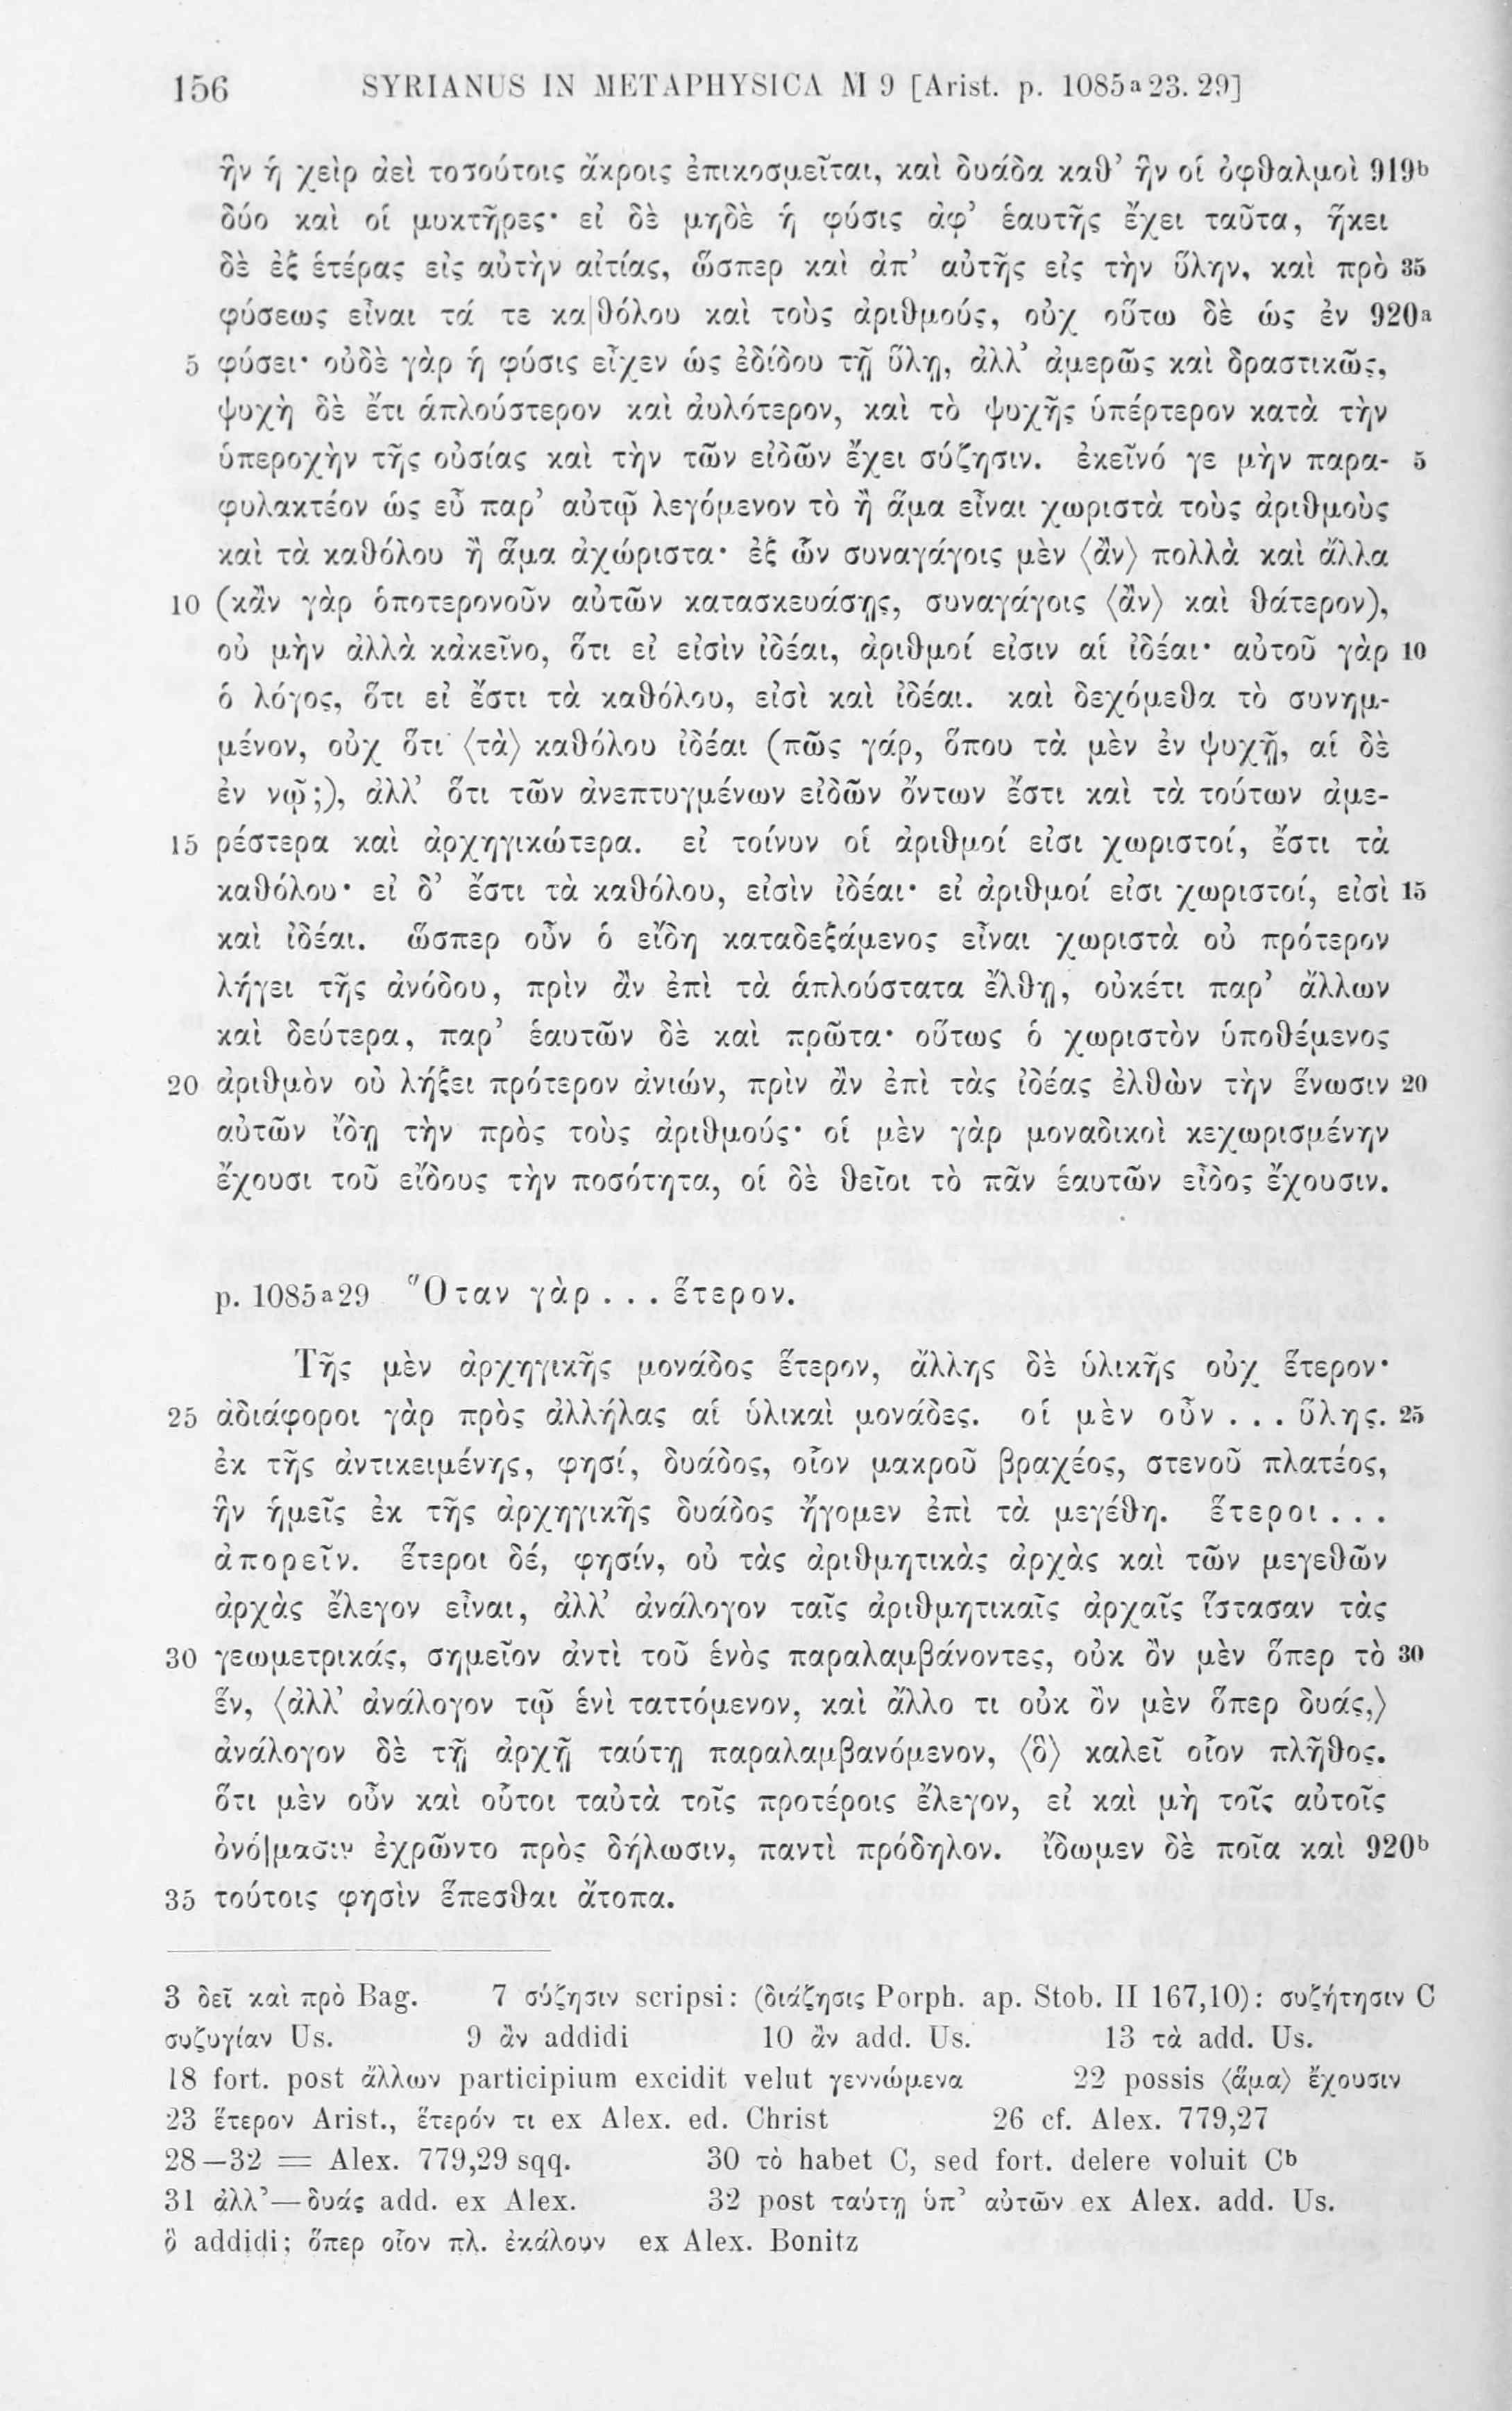 156 SYRIANUS IN METAPHYSICA M 9 [Arist. p. 1085a23. 29]
ἣν ἡ χεὶρ ἀεὶ τοσούτοις ἄκροις ἐπικοσμεῖται, καὶ δυάδα καθ’ ἣν οἱ ὀφθαλμοὶ 919b
δύο καὶ οἱ μυκτῆρες· εἰ δὲ μηδὲ ἡ φύσις ἀφ’ ἑαυτῆς ἔχει ταῦτα, ἥκει
δὲ ἐξ ἑτέρας εἰς αὐτὴν αἰτίας, ὥσπερ καὶ ἀπ’ αὐτῆς εἰς τὴν ὕλην, καὶ πρὸ 35
φύσεως εἶναι τά τε κα|θόλου καὶ τοὺς ἀριθμούς, οὐχ οὕτω δὲ ὡς ἐν 920a
5 φύσει· οὐδὲ γὰρ ἡ φύσις εἶχεν ὡς ἐδίδου τῇ ὕλῃ, ἀλλ’ ἀμερῶς καὶ δραστικῶς,
ψυχὴ δὲ ἔτι ἁπλούστερον καὶ ἀυλότερον, καὶ τὸ ψυχῆς ὑπέρτερον κατὰ τὴν
ὑπεροχὴν τῆς οὐσίας καὶ τὴν τῶν εἰδῶν ἔχει σύζησιν. ἐκεῖνό γε μὴν παρα- 5
φυλακτέον ὡς εὖ παρ’ αὐτῷ λεγόμενον τὸ ἢ ἅμα εἶναι χωριστὰ τοὺς ἀριθμοὺς
καὶ τὰ καθόλου ἢ ἅμα ἀχώριστα· ἐξ ὧν συναγάγοις μὲν ⟨ἂν⟩ πολλὰ καὶ ἄλλα
10 (κἂν γὰρ ὁποτερονοῦν αὐτῶν κατασκευάσῃς, συναγάγοις ⟨ἂν⟩ καὶ θάτερον),
οὐ μὴν ἀλλὰ κἀκεῖνο, ὅτι εἰ εἰσὶν ἰδέαι, ἀριθμοί εἰσιν αἱ ἰδέαι· αὐτοῦ γὰρ 10
ὁ λόγος, ὅτι εἰ ἔστι τὰ καθόλου, εἰσὶ καὶ ἰδέαι. καὶ δεχόμεθα τὸ συνημ-
μένον, οὐχ ὅτι ⟨τὰ⟩ καθόλου ἰδέαι (πῶς γάρ, ὅπου τὰ μὲν ἐν ψυχῇ, αἱ δὲ
ἐν νῷ;), ἀλλ’ ὅτι τῶν ἀνεπτυγμένων εἰδῶν ὄντων ἔστι καὶ τὰ τούτων ἀμε-
15 ρέστερα καὶ ἀρχηγικώτερα. εἰ τοίνυν οἱ ἀριθμοί εἰσι χωριστοί, ἔστι τὰ
καθόλου· εἰ δ’ ἔστι τὰ καθόλου, εἰσὶν ἰδέαι· εἰ ἀριθμοί εἰσι χωριστοί, εἰσὶ 15
καὶ ἰδέαι. ὥσπερ οὖν ὁ εἴδη καταδεξάμενος εἶναι χωριστὰ οὐ πρότερον
λήγει τῆς ἀνόδου, πρὶν ἂν ἐπὶ τὰ ἁπλούστατα ἔλθῃ, οὐκέτι παρ’ ἄλλων
καὶ δεύτερα, παρ’ ἑαυτῶν δὲ καὶ πρῶτα· οὕτως ὁ χωριστὸν ὑποθέμενος
20 ἀριθμὸν οὐ λήξει πρότερον ἀνιών, πρὶν ἂν ἐπὶ τὰς ἰδέας ἐλθὼν τὴν ἕνωσιν 20
αὐτῶν ἴδῃ τὴν πρὸς τοὺς ἀριθμούς· οἱ μὲν γὰρ μοναδικοὶ κεχωρισμένην
ἔχουσι τοῦ εἴδους τὴν ποσότητα, οἱ δὲ θεῖοι τὸ πᾶν ἑαυτῶν εἶδος ἔχουσιν.
p. 1085a29 Ὅταν γὰρ . . . ἕτερον.
Τῆς μὲν ἀρχηγικῆς μονάδος ἕτερον, ἄλλης δὲ ὑλικῆς οὐχ ἕτερον·
25 ἀδιάφοροι γὰρ πρὸς ἀλλήλας αἱ ὑλικαὶ μονάδες. οἱ μὲν οὖν . . . ὕλης. 25
ἐκ τῆς ἀντικειμένης, φησί, δυάδος, οἷον μακροῦ βραχέος, στενοῦ πλατέος,
ἣν ἡμεῖς ἐκ τῆς ἀρχηγικῆς δυάδος ἤγομεν ἐπὶ τὰ μεγέθη. ἕτεροι . . .
ἀπορεῖν. ἕτεροι δέ, φησίν, οὐ τὰς ἀριθμητικὰς ἀρχὰς καὶ τῶν μεγεθῶν
ἀρχὰς ἔλεγον εἶναι, ἀλλ’ ἀνάλογον ταῖς ἀριθμητικαῖς ἀρχαῖς ἵστασαν τὰς
30 γεωμετρικάς, σημεῖον ἀντὶ τοῦ ἑνὸς παραλαμβάνοντες, οὐκ ὂν μὲν ὅπερ τὸ 30
ἕν, ⟨ἀλλ’ ἀνάλογον τῷ ἑνὶ ταττόμενον, καὶ ἄλλο τι οὐκ ὂν μὲν ὅπερ δυάς,⟩
ἀνάλογον δὲ τῇ ἀρχῇ ταύτῃ παραλαμβανόμενον, ⟨ὃ⟩ καλεῖ οἷον πλῆθος.
ὅτι μὲν οὖν καὶ οὗτοι ταὐτὰ τοῖς προτέροις ἔλεγον, εἰ καὶ μὴ τοῖς αὐτοῖς
ὀνό|μασιν ἐχρῶντο πρὸς δήλωσιν, παντὶ πρόδηλον. ἴδωμεν δὲ ποῖα καὶ 920b
35 τούτοις φησὶν ἕπεσθαι ἄτοπα.
3 δεῖ καὶ πρὸ Bag. 7 σύζησιν scripsi: (διάζησις Porph. ap. Stob. II 167,10): συζήτησιν C
συζυγίαν Us. 9 ἂν addidi 10 ἂν add. Us. 13 τὰ add. Us.
18 fort. post ἄλλων participium excidit velut γεννώμενα 22 possis ⟨ἅμα⟩ ἔχουσιν
23 ἕτερον Arist., ἕτερόν τι ex Alex. ed. Christ 26 cf. Alex. 779,27
28—32 = Alex. 779,29 sqq. 30 τὸ habet C, sed fort. delere voluit Cb
31 ἀλλ’—δυάς add. ex Alex. 32 post ταύτῃ ὑπ’ αὐτῶν ex Alex. add. Us.
ὃ addidi; ὅπερ οἷον πλ. ἐκάλουν ex Alex. Bonitz